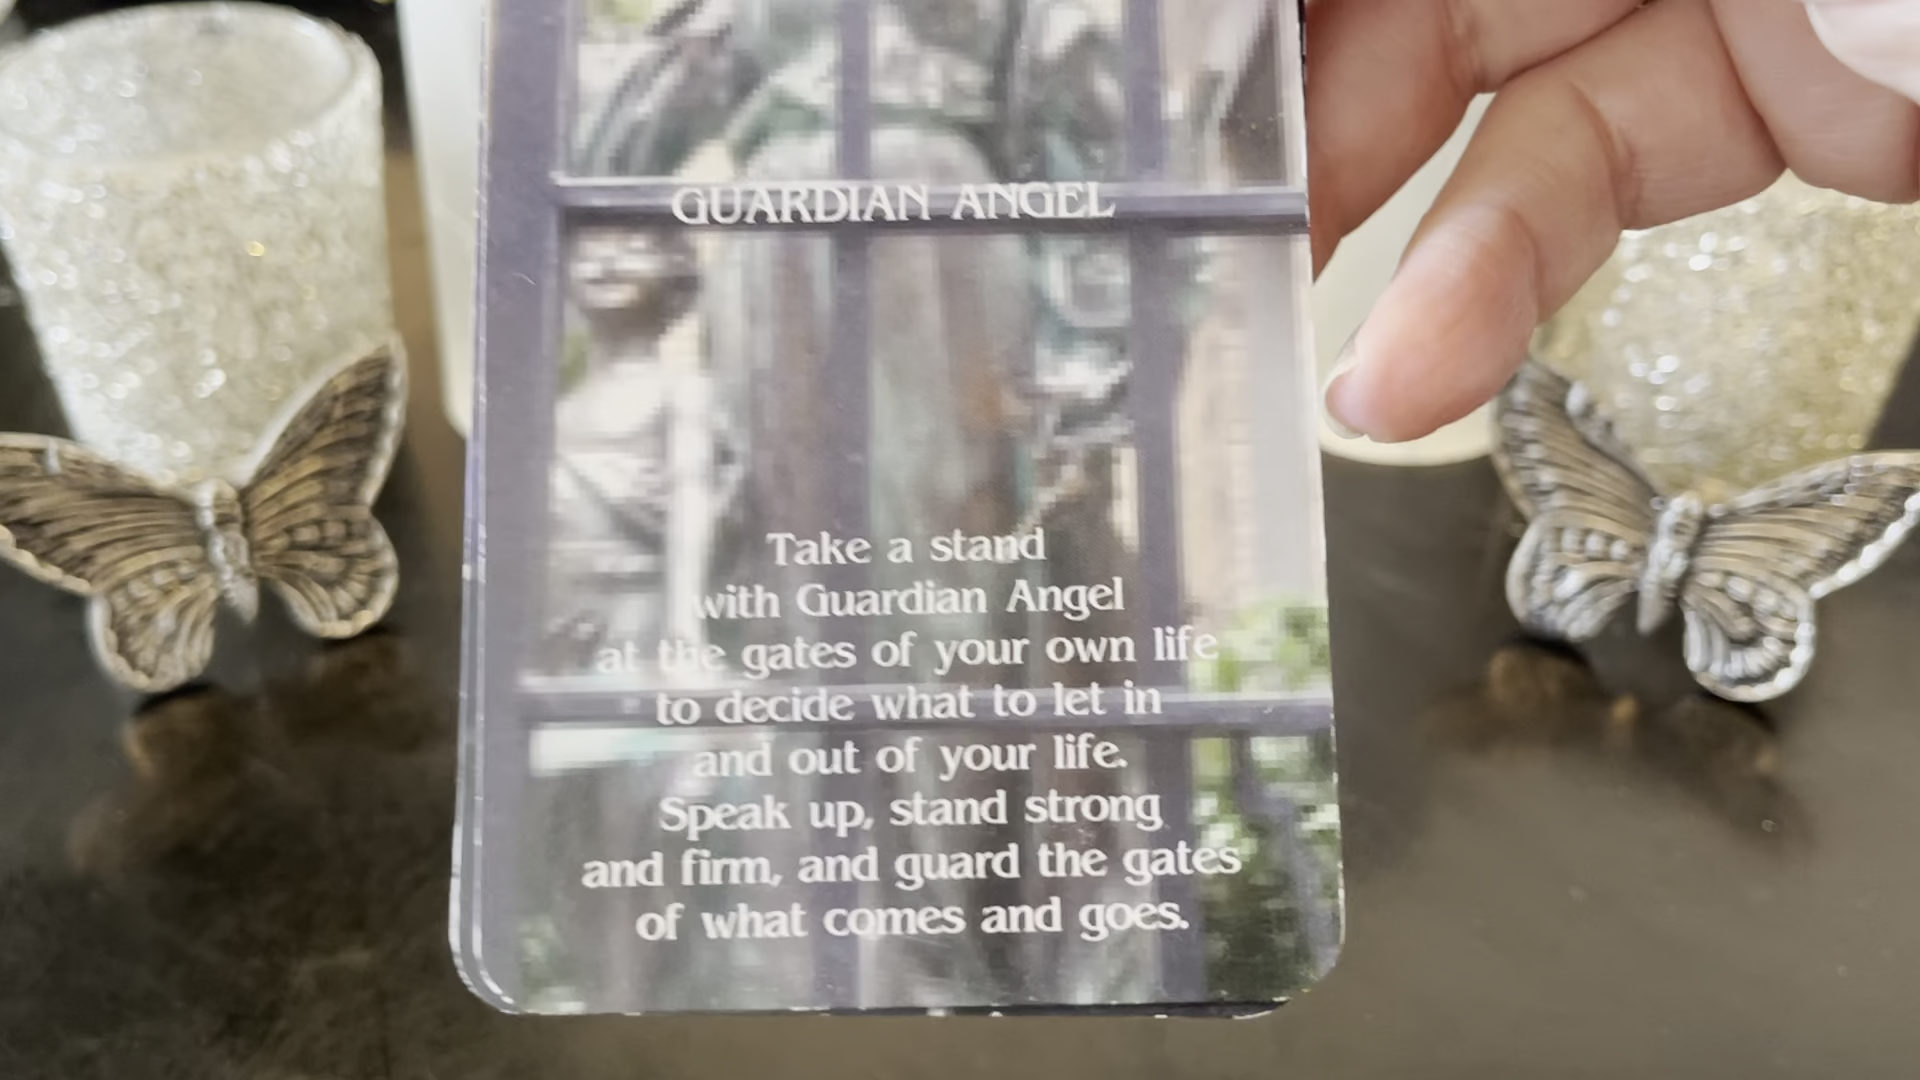 GUARDIAN ANGEL
Take a stand
with Guardian Angel
at the gates of your own life
to decide what to let in
and out of your life.
Speak up, stand strong
and firm, and guard the gates
of what comes and goes.